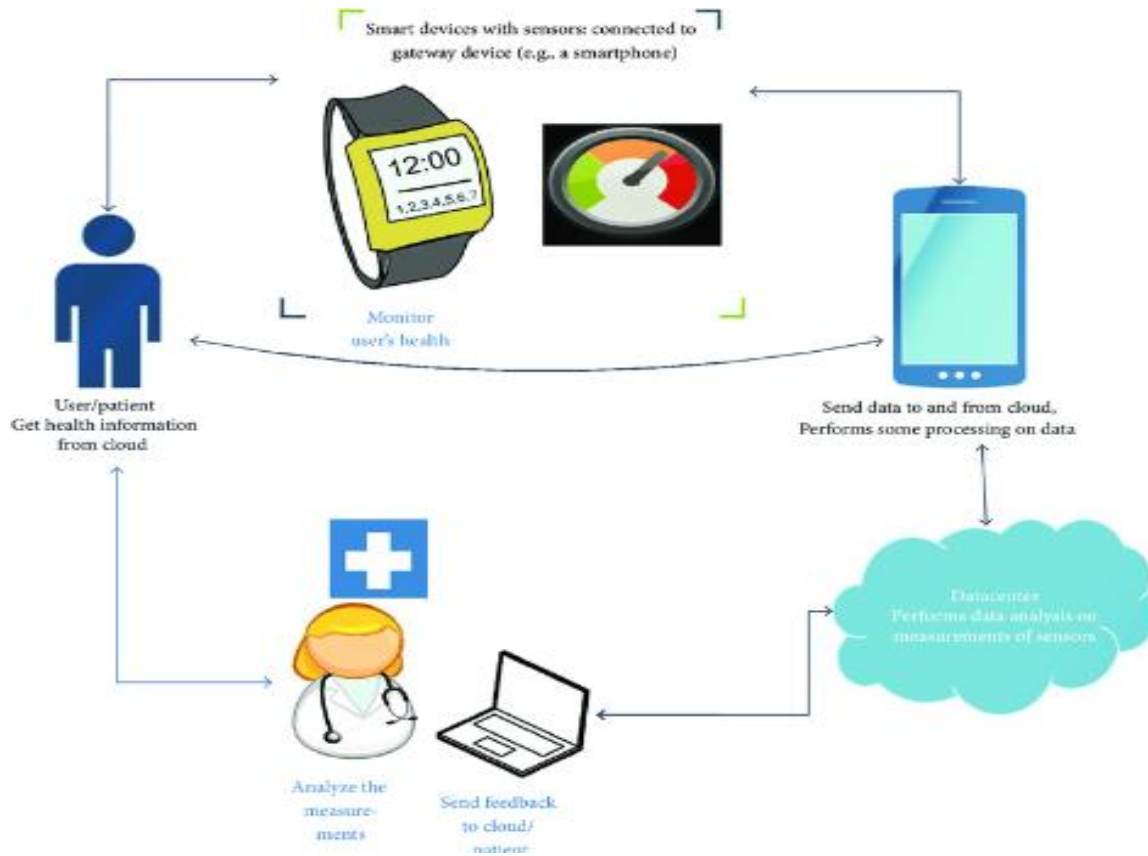 Smart devices with sensors: connected to
gateway device (e.g., a smartphone)
12:00
1,2,3,4,5,6,7
Monitor
user's health
User/patient
Get health information
from cloud
Send data to and from cloud,
Performs some processing on data
Datacenter
Performs data analysis on
measurements of sensors
Analyze the
measure-
ments
Send feedback
to cloud/
patient